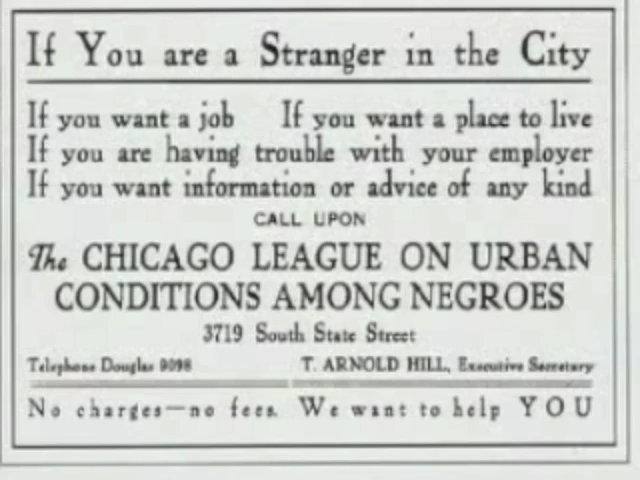 If You are a Stranger in the City
If you want a job If you want a place to live
If you are having trouble with your employer
If you want information or advice of any kind
CALL UPON
The CHICAGO LEAGUE ON URBAN
CONDITIONS AMONG NEGROES
3719 South State Street
Telephone Douglas 9098 T. ARNOLD HILL, Executive Secretary
No charges—no fees. We want to help YOU